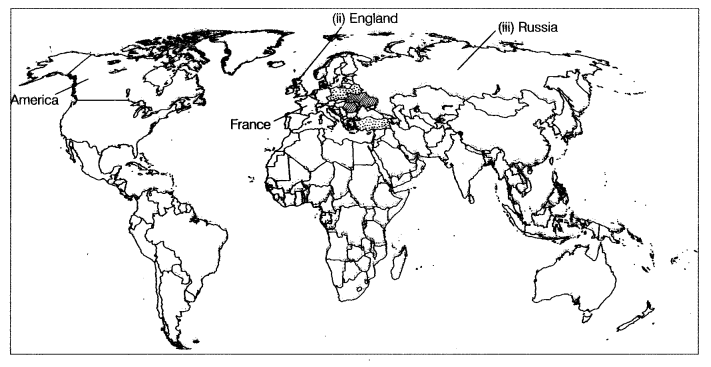 (ii) England
(iii) Russia
America
France